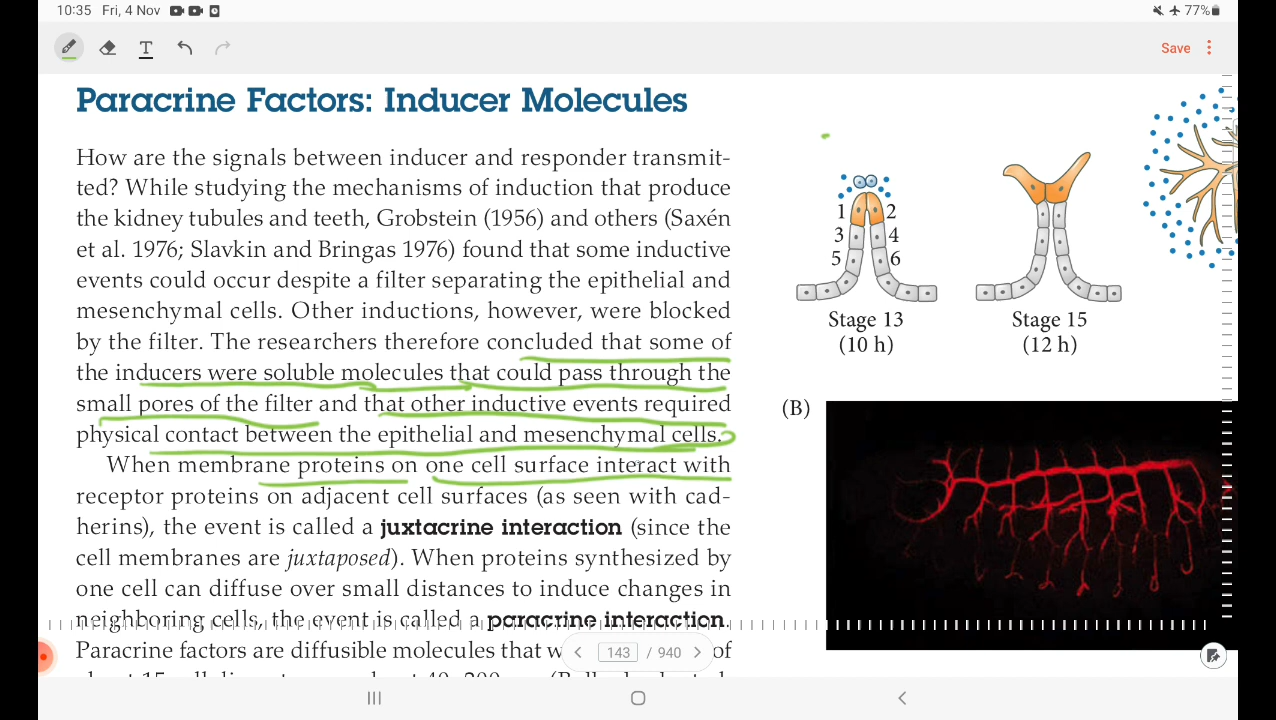 10:35 Fri, 4 Nov
77%
T
Save
Paracrine Factors: Inducer Molecules
How are the signals between inducer and responder transmit-
ted? While studying the mechanisms of induction that produce
the kidney tubules and teeth, Grobstein (1956) and others (Saxén
et al. 1976; Slavkin and Bringas 1976) found that some inductive
events could occur despite a filter separating the epithelial and
mesenchymal cells. Other inductions, however, were blocked
by the filter. The researchers therefore concluded that some of
the inducers were soluble molecules that could pass through the
small pores of the filter and that other inductive events required
physical contact between the epithelial and mesenchymal cells.
When membrane proteins on one cell surface interact with
receptor proteins on adjacent cell surfaces (as seen with cad-
herins), the event is called a juxtacrine interaction (since the
cell membranes are juxtaposed). When proteins synthesized by
one cell can diffuse over small distances to induce changes in
neighboring cells, the event is called a paracrine interaction.
Paracrine factors are diffusible molecules that w
of
1 2
3 4
5 6
Stage 13
(10 h)
Stage 15
(12 h)
(B)
143 / 940